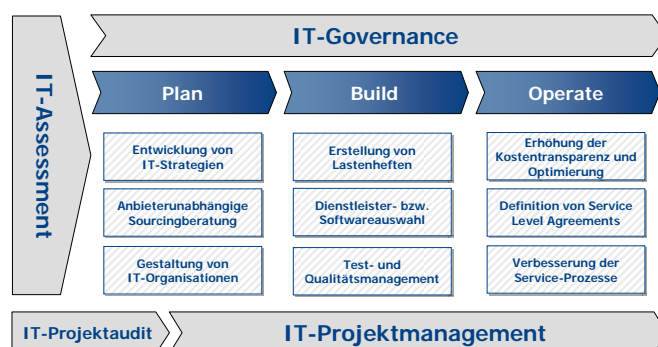 IT-Assessment
IT-Governance
Plan
Build
Operate
Entwicklung von
IT-Strategien
Anbieterunabhängige
Sourcingberatung
Gestaltung von
IT-Organisationen
Erstellung von
Lastenheften
Dienstleister- bzw.
Softwareauswahl
Test- und
Qualitätsmanagement
Erhöhung der
Kostentransparenz und
Optimierung
Definition von Service
Level Agreements
Verbesserung der
Service-Prozesse
IT-Projektaudit
IT-Projektmanagement